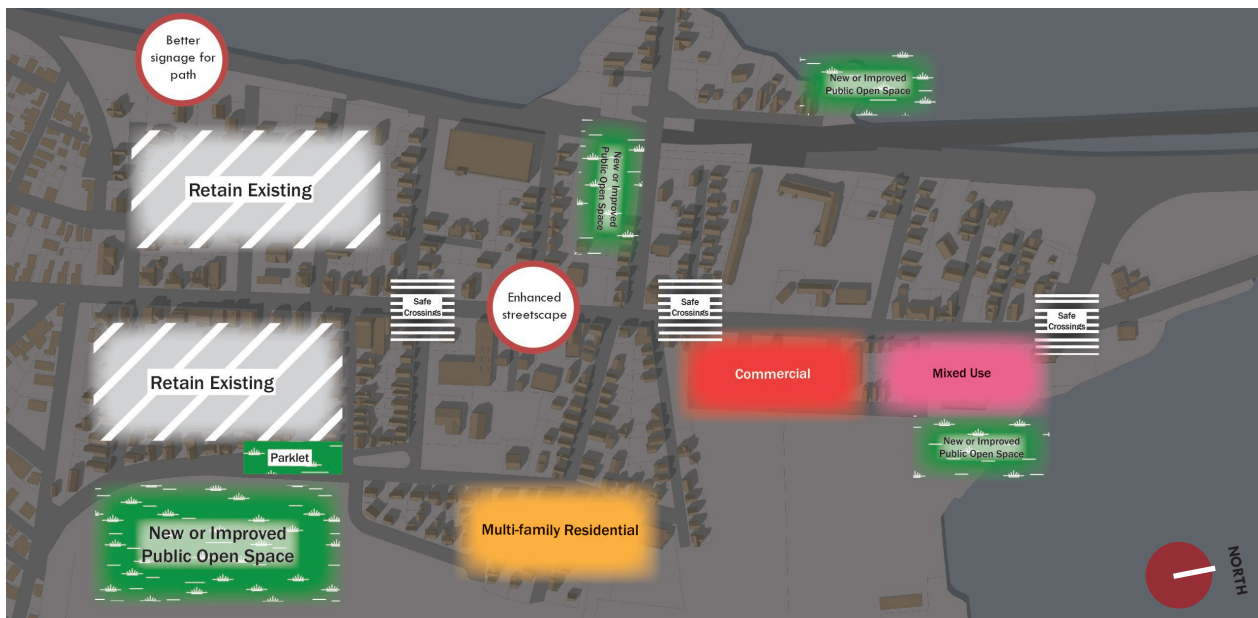 Better
signage for
path
New or Improved
Public Open Space
New or Improved
Public Open Space
Retain Existing
Safe
Crossings
Enhanced
streetscape
Safe
Crossings
Safe
Crossings
Retain Existing
Commercial
Mixed Use
New or Improved
Public Open Space
Parklet
New or Improved
Public Open Space
Multi-family Residential
NORTH